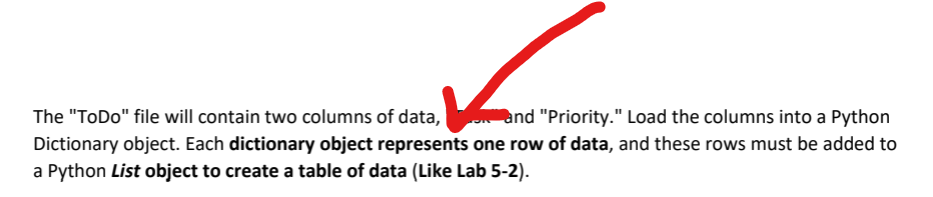 The "ToDo" file will contain two columns of data, and "Priority." Load the columns into a Python
Dictionary object. Each dictionary object represents one row of data, and these rows must be added to
a Python List object to create a table of data (Like Lab 5-2).